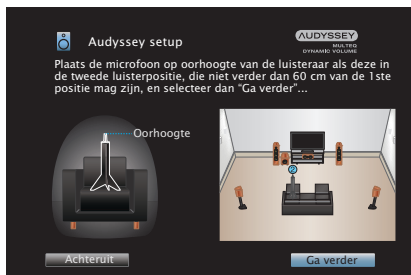 Audyssey setup
AUDYSSEY
MULTEQ
DYNAMIC VOLUME
Plaats de microfoon op oorhoogte van de luisteraar als deze in
de tweede luisterpositie, die niet verder dan 60 cm van de 1ste
positie mag zijn, en selecteer dan “Ga verder”...
Oorhoogte
2
Achteruit
Ga verder